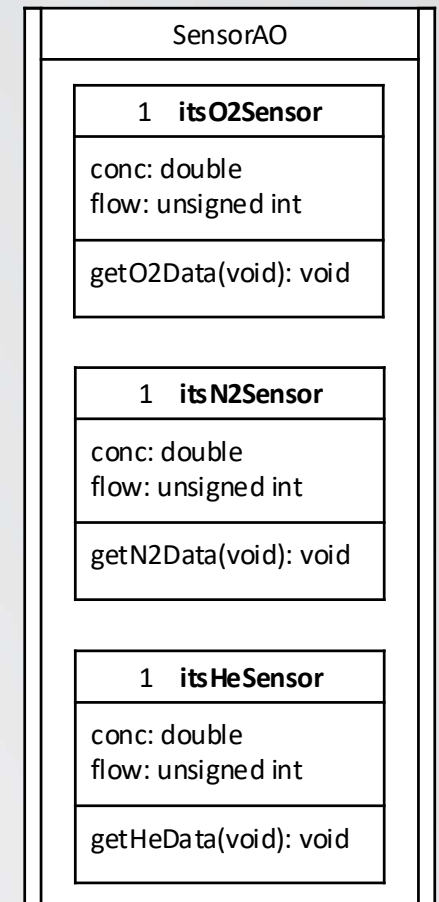 SensorAO
1 itsO2Sensor
conc: double
flow: unsigned int
getO2Data(void): void
1 itsN2Sensor
conc: double
flow: unsigned int
getN2Data(void): void
1 itsHeSensor
conc: double
flow: unsigned int
getHeData(void): void